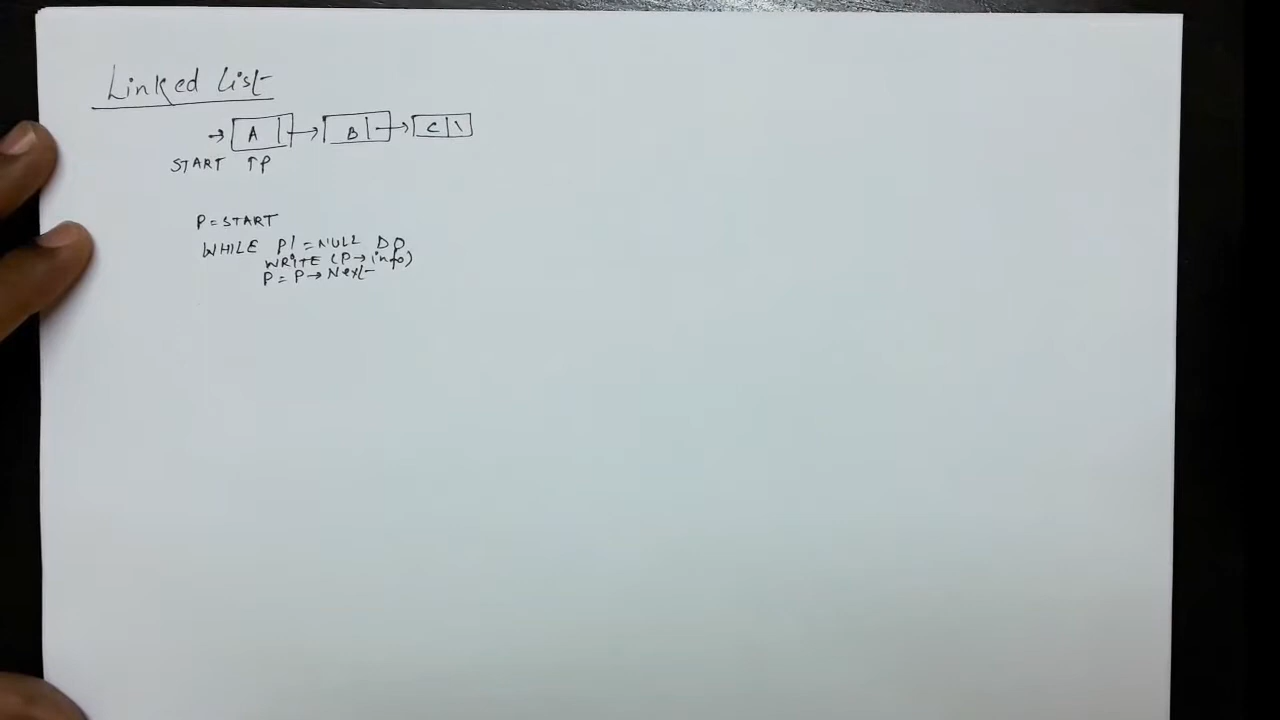 Linked List
→ A → B → C \
START ↑P
P = START
WHILE P != NULL DO
WRITE (P → info)
P = P → Next